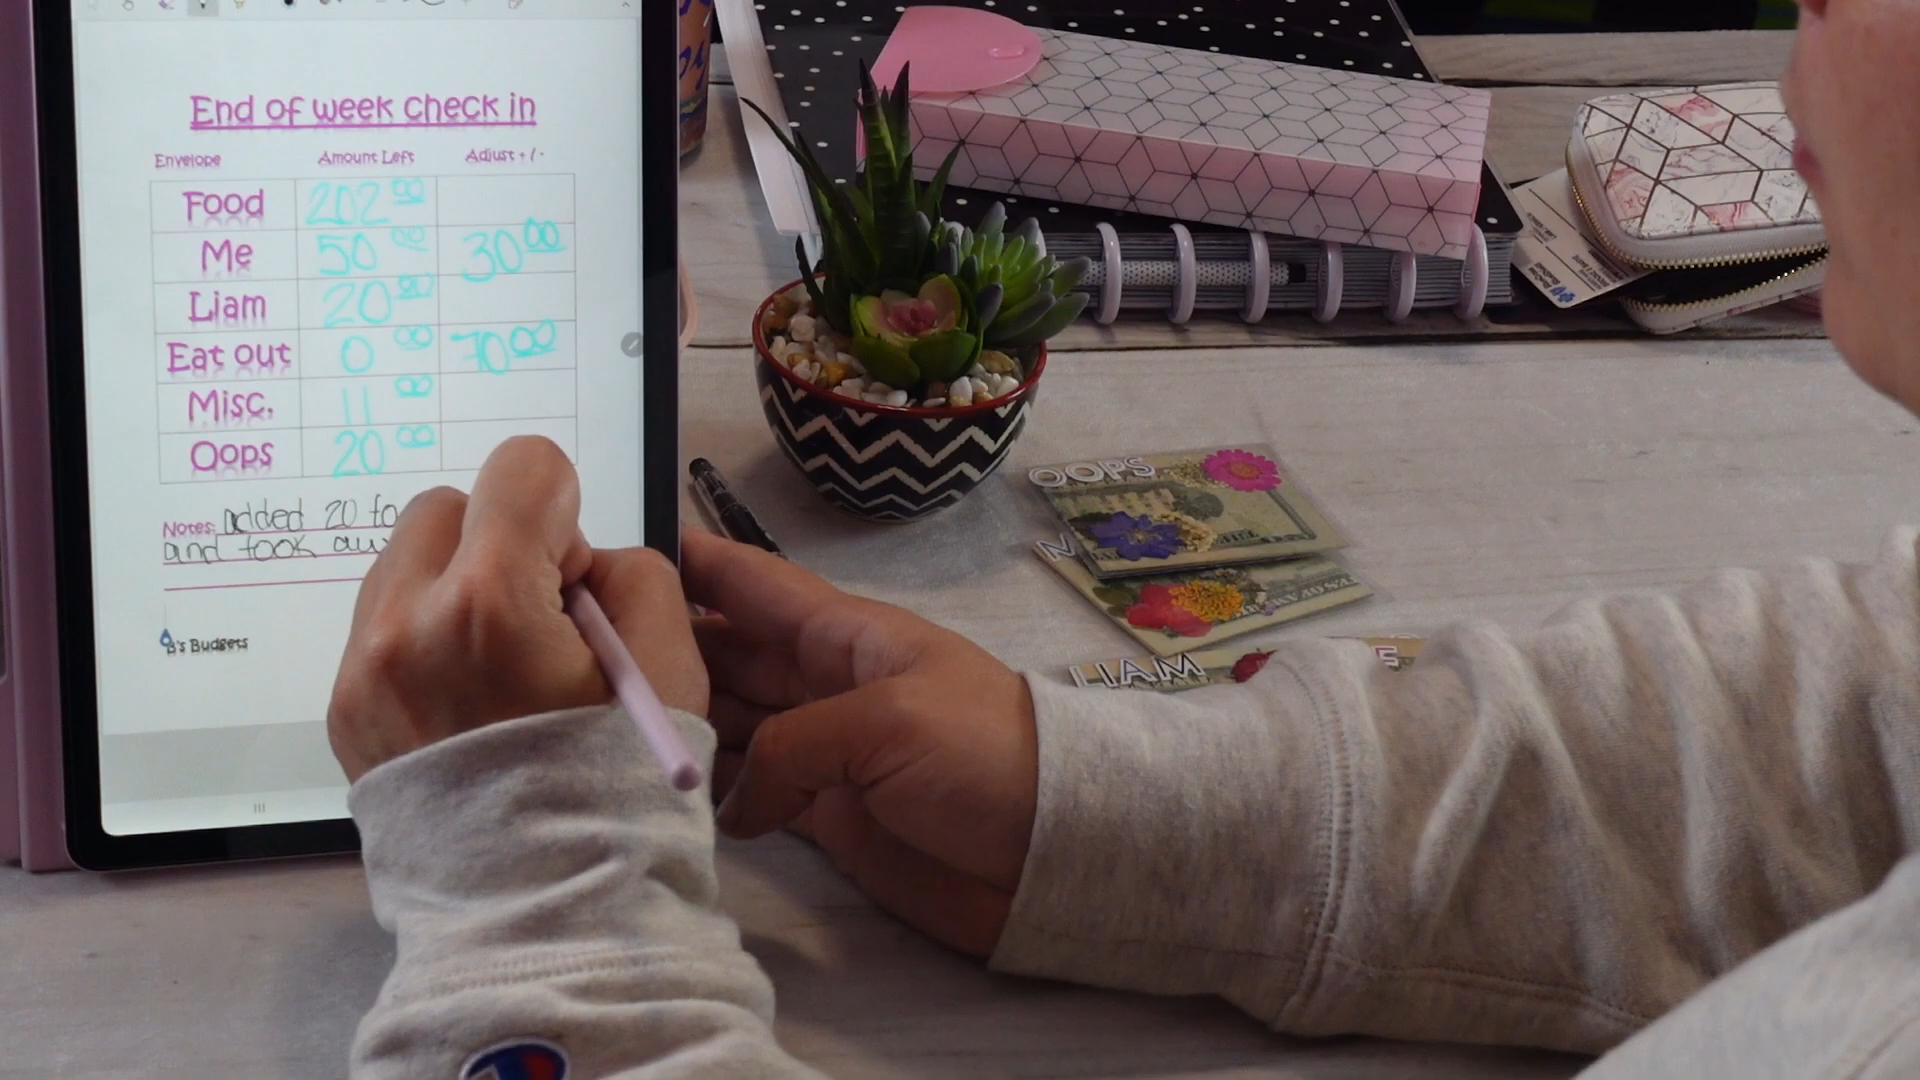 End of week check in
Envelope Amount Left Adjust + / -
Food 202.00
Me 50.00 30.00
Liam 20.00
Eat out 0.00 70.00
Misc. 11.00
Oops 20.00
Notes: added 20 to
and took
B's Budgets
OOPS
LIAM